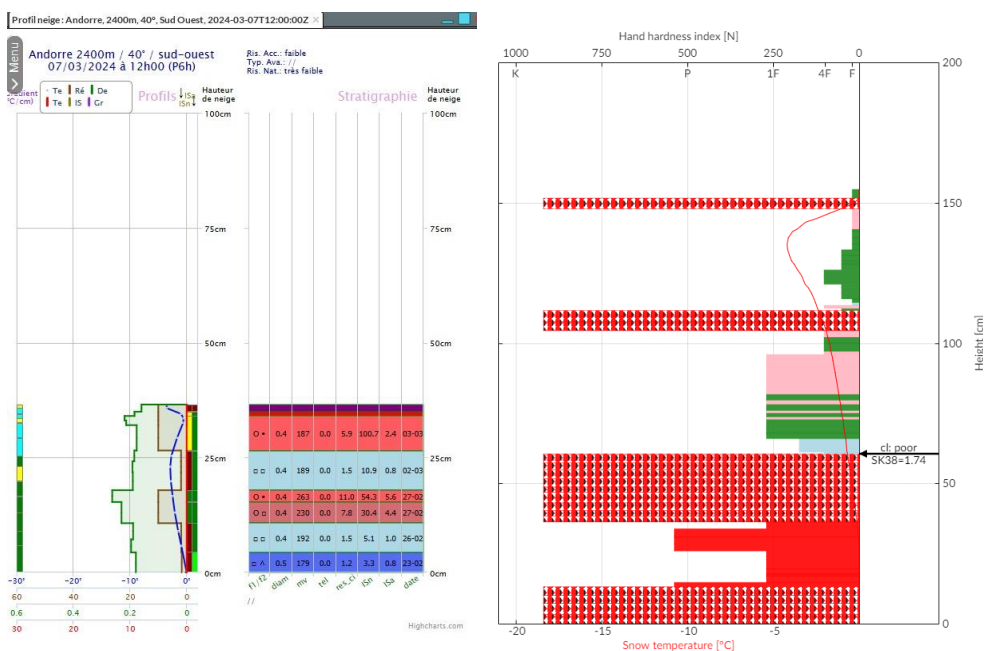 Profil neige: Andorre, 2400m, 40°, Sud Ouest, 2024-03-07T12:00:00Z ×
> Menu
Andorre 2400m / 40° / sud-ouest
07/03/2024 à 12h00 (P6h)
Ris. Acc.: faible
Typ. Ava.: //
Ris. Nat.: très faible
Te Ré De
Te IS Gr
°C/cm)
Profils
ISn
Hauteur
de neige
Stratigraphie
Hauteur
de neige
100cm 100cm
75cm 75cm
50cm 50cm
25cm 25cm
0cm 0cm
0.4 187 0.0 5.9 100.7 2.4 03-03
0.4 189 0.0 1.5 10.9 0.8 02-03
0.4 263 0.0 11.0 54.3 5.6 27-02
0.4 230 0.0 7.8 30.4 4.4 27-02
0.4 192 0.0 1.5 5.1 1.0 26-02
0.5 179 0.0 1.2 3.3 0.8 23-02
f1/f2 diam mv tel res_ci ISn ISa date
-30° -10° 0°
60 40 20 0
0.6 0.4 0.2 0
30 20 10 0
//
Highcharts.com
Hand hardness index [N]
1000 750 500 250 0
K P 1F 4F F
200
150
100
50
0
Height [cm]
cl: poor
SK38=1.74
-20 -15 -10 -5
Snow temperature [°C]